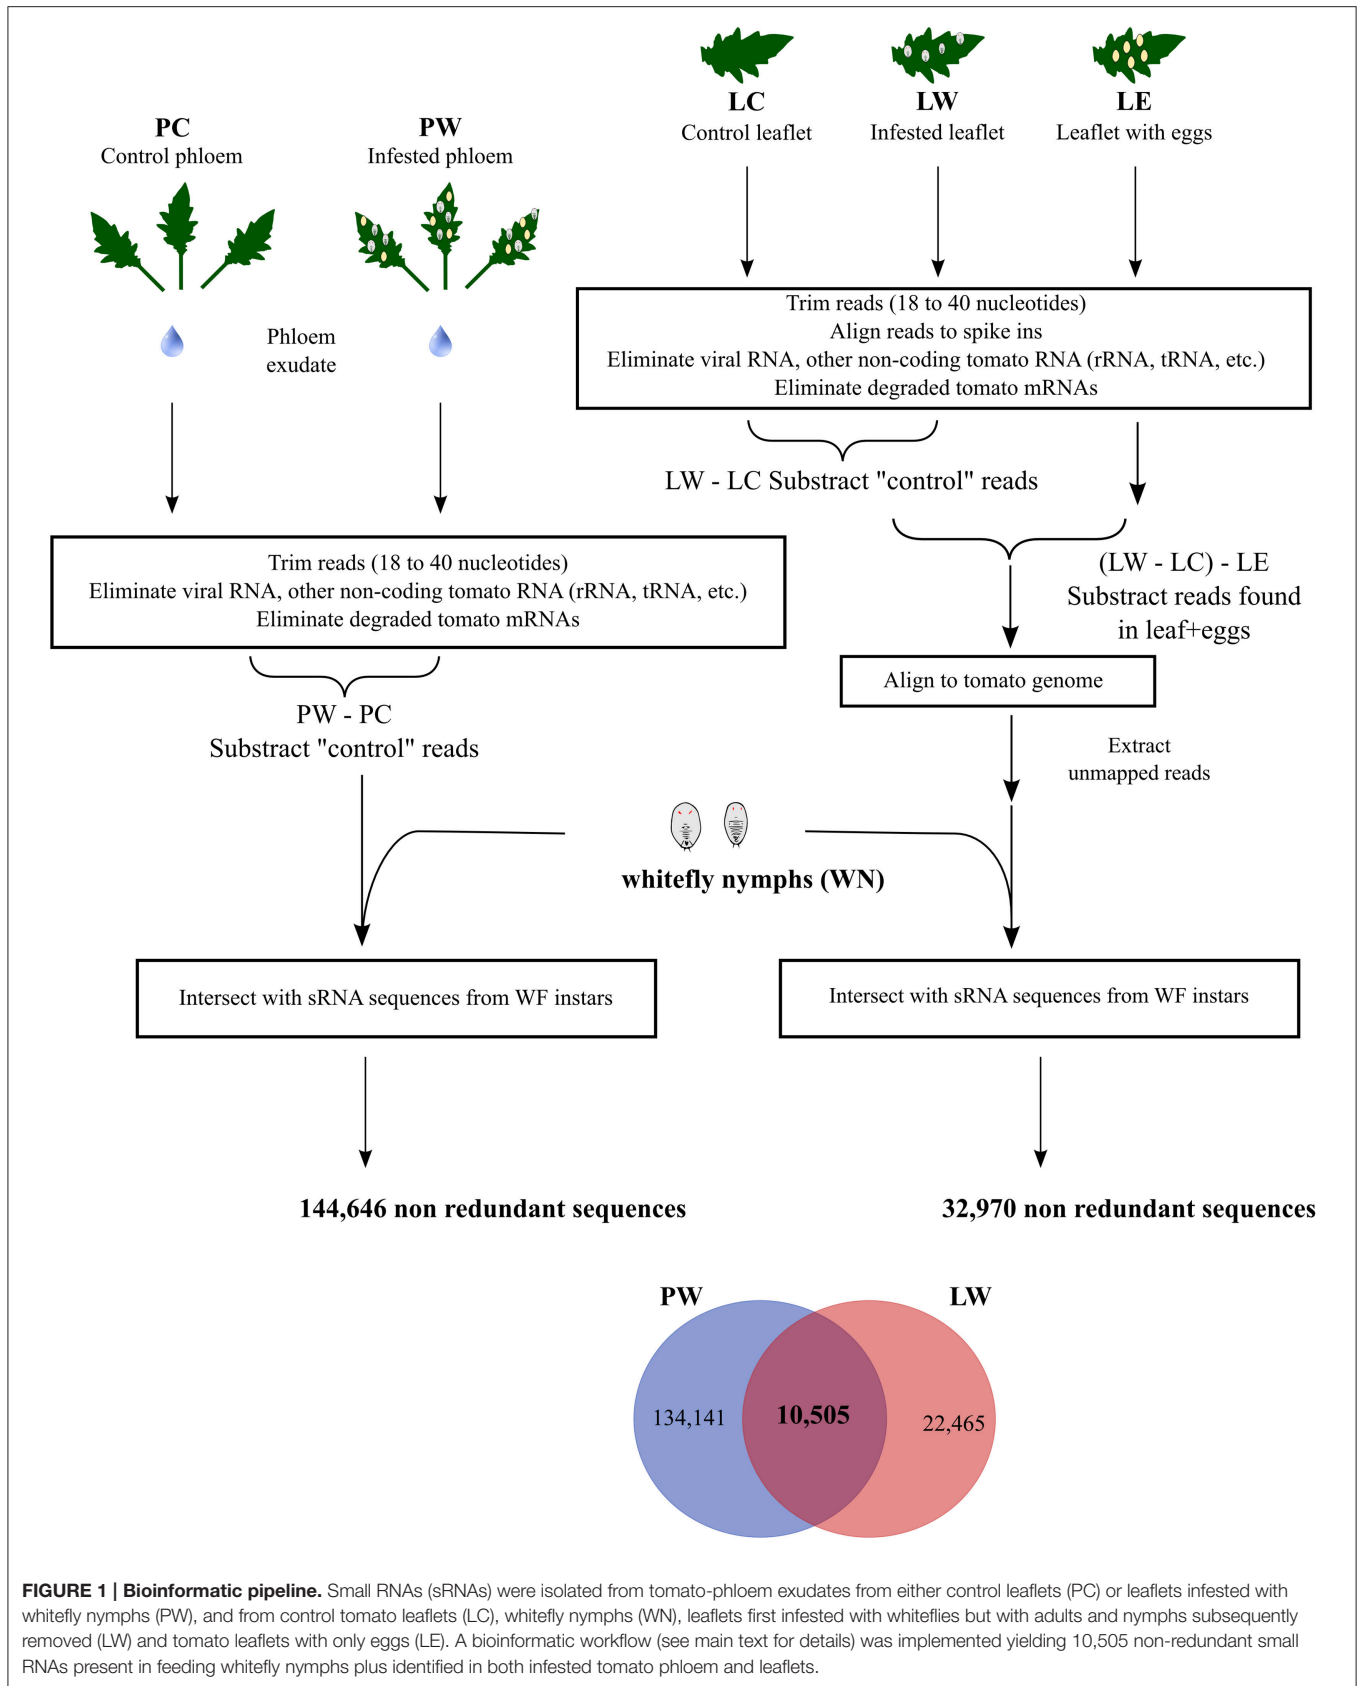 LC
Control leaflet
LW
Infested leaflet
LE
Leaflet with eggs
PC
Control phloem
PW
Infested phloem
Phloem
exudate
Trim reads (18 to 40 nucleotides)
Align reads to spike ins
Eliminate viral RNA, other non-coding tomato RNA (rRNA, tRNA, etc.)
Eliminate degraded tomato mRNAs
LW - LC Substract "control" reads
Trim reads (18 to 40 nucleotides)
Eliminate viral RNA, other non-coding tomato RNA (rRNA, tRNA, etc.)
Eliminate degraded tomato mRNAs
(LW - LC) - LE
Substract reads found
in leaf+eggs
Align to tomato genome
PW - PC
Substract "control" reads
Extract
unmapped reads
whitefly nymphs (WN)
Intersect with sRNA sequences from WF instars
Intersect with sRNA sequences from WF instars
144,646 non redundant sequences
32,970 non redundant sequences
PW
LW
134,141
10,505
22,465
FIGURE 1 | Bioinformatic pipeline. Small RNAs (sRNAs) were isolated from tomato-phloem exudates from either control leaflets (PC) or leaflets infested with
whitefly nymphs (PW), and from control tomato leaflets (LC), whitefly nymphs (WN), leaflets first infested with whiteflies but with adults and nymphs subsequently
removed (LW) and tomato leaflets with only eggs (LE). A bioinformatic workflow (see main text for details) was implemented yielding 10,505 non-redundant small
RNAs present in feeding whitefly nymphs plus identified in both infested tomato phloem and leaflets.